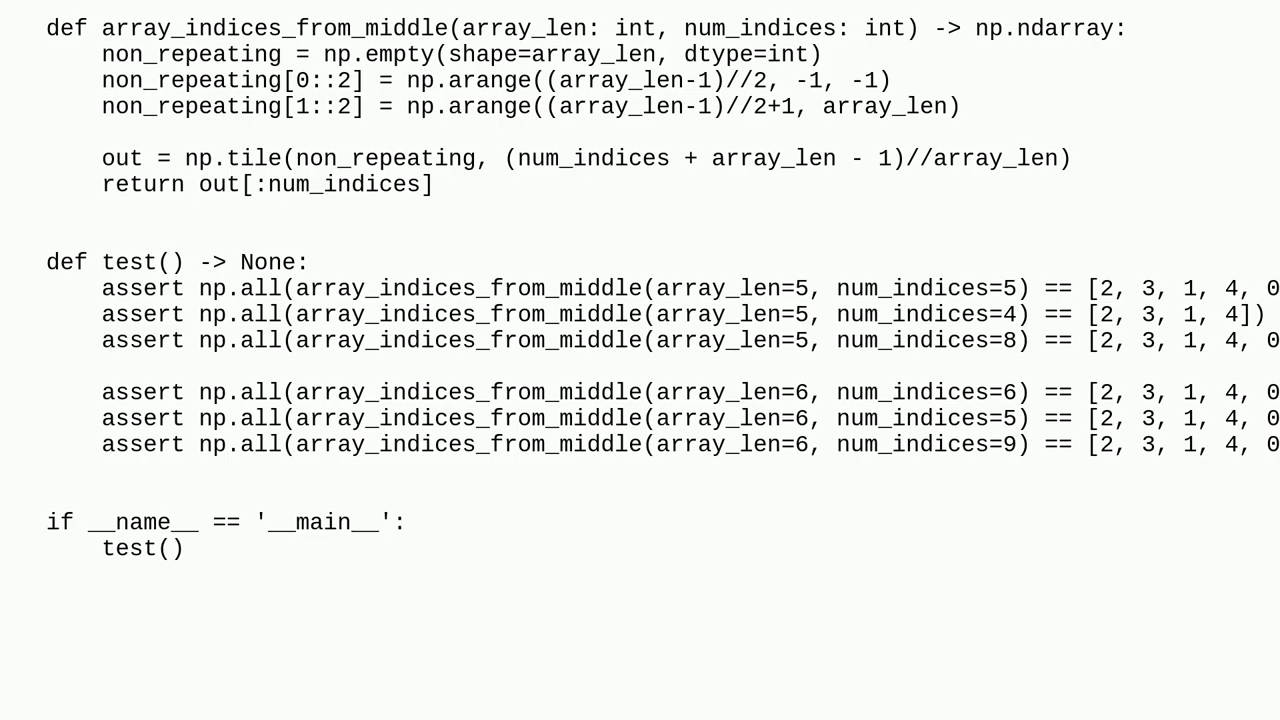 def array_indices_from_middle(array_len: int, num_indices: int) -> np.ndarray:
    non_repeating = np.empty(shape=array_len, dtype=int)
    non_repeating[0::2] = np.arange((array_len-1)//2, -1, -1)
    non_repeating[1::2] = np.arange((array_len-1)//2+1, array_len)
    out = np.tile(non_repeating, (num_indices + array_len - 1)//array_len)
    return out[:num_indices]
def test() -> None:
    assert np.all(array_indices_from_middle(array_len=5, num_indices=5) == [2, 3, 1, 4, 0
    assert np.all(array_indices_from_middle(array_len=5, num_indices=4) == [2, 3, 1, 4])
    assert np.all(array_indices_from_middle(array_len=5, num_indices=8) == [2, 3, 1, 4, 0
    assert np.all(array_indices_from_middle(array_len=6, num_indices=6) == [2, 3, 1, 4, 0
    assert np.all(array_indices_from_middle(array_len=6, num_indices=5) == [2, 3, 1, 4, 0
    assert np.all(array_indices_from_middle(array_len=6, num_indices=9) == [2, 3, 1, 4, 0
if __name__ == '__main__':
    test()